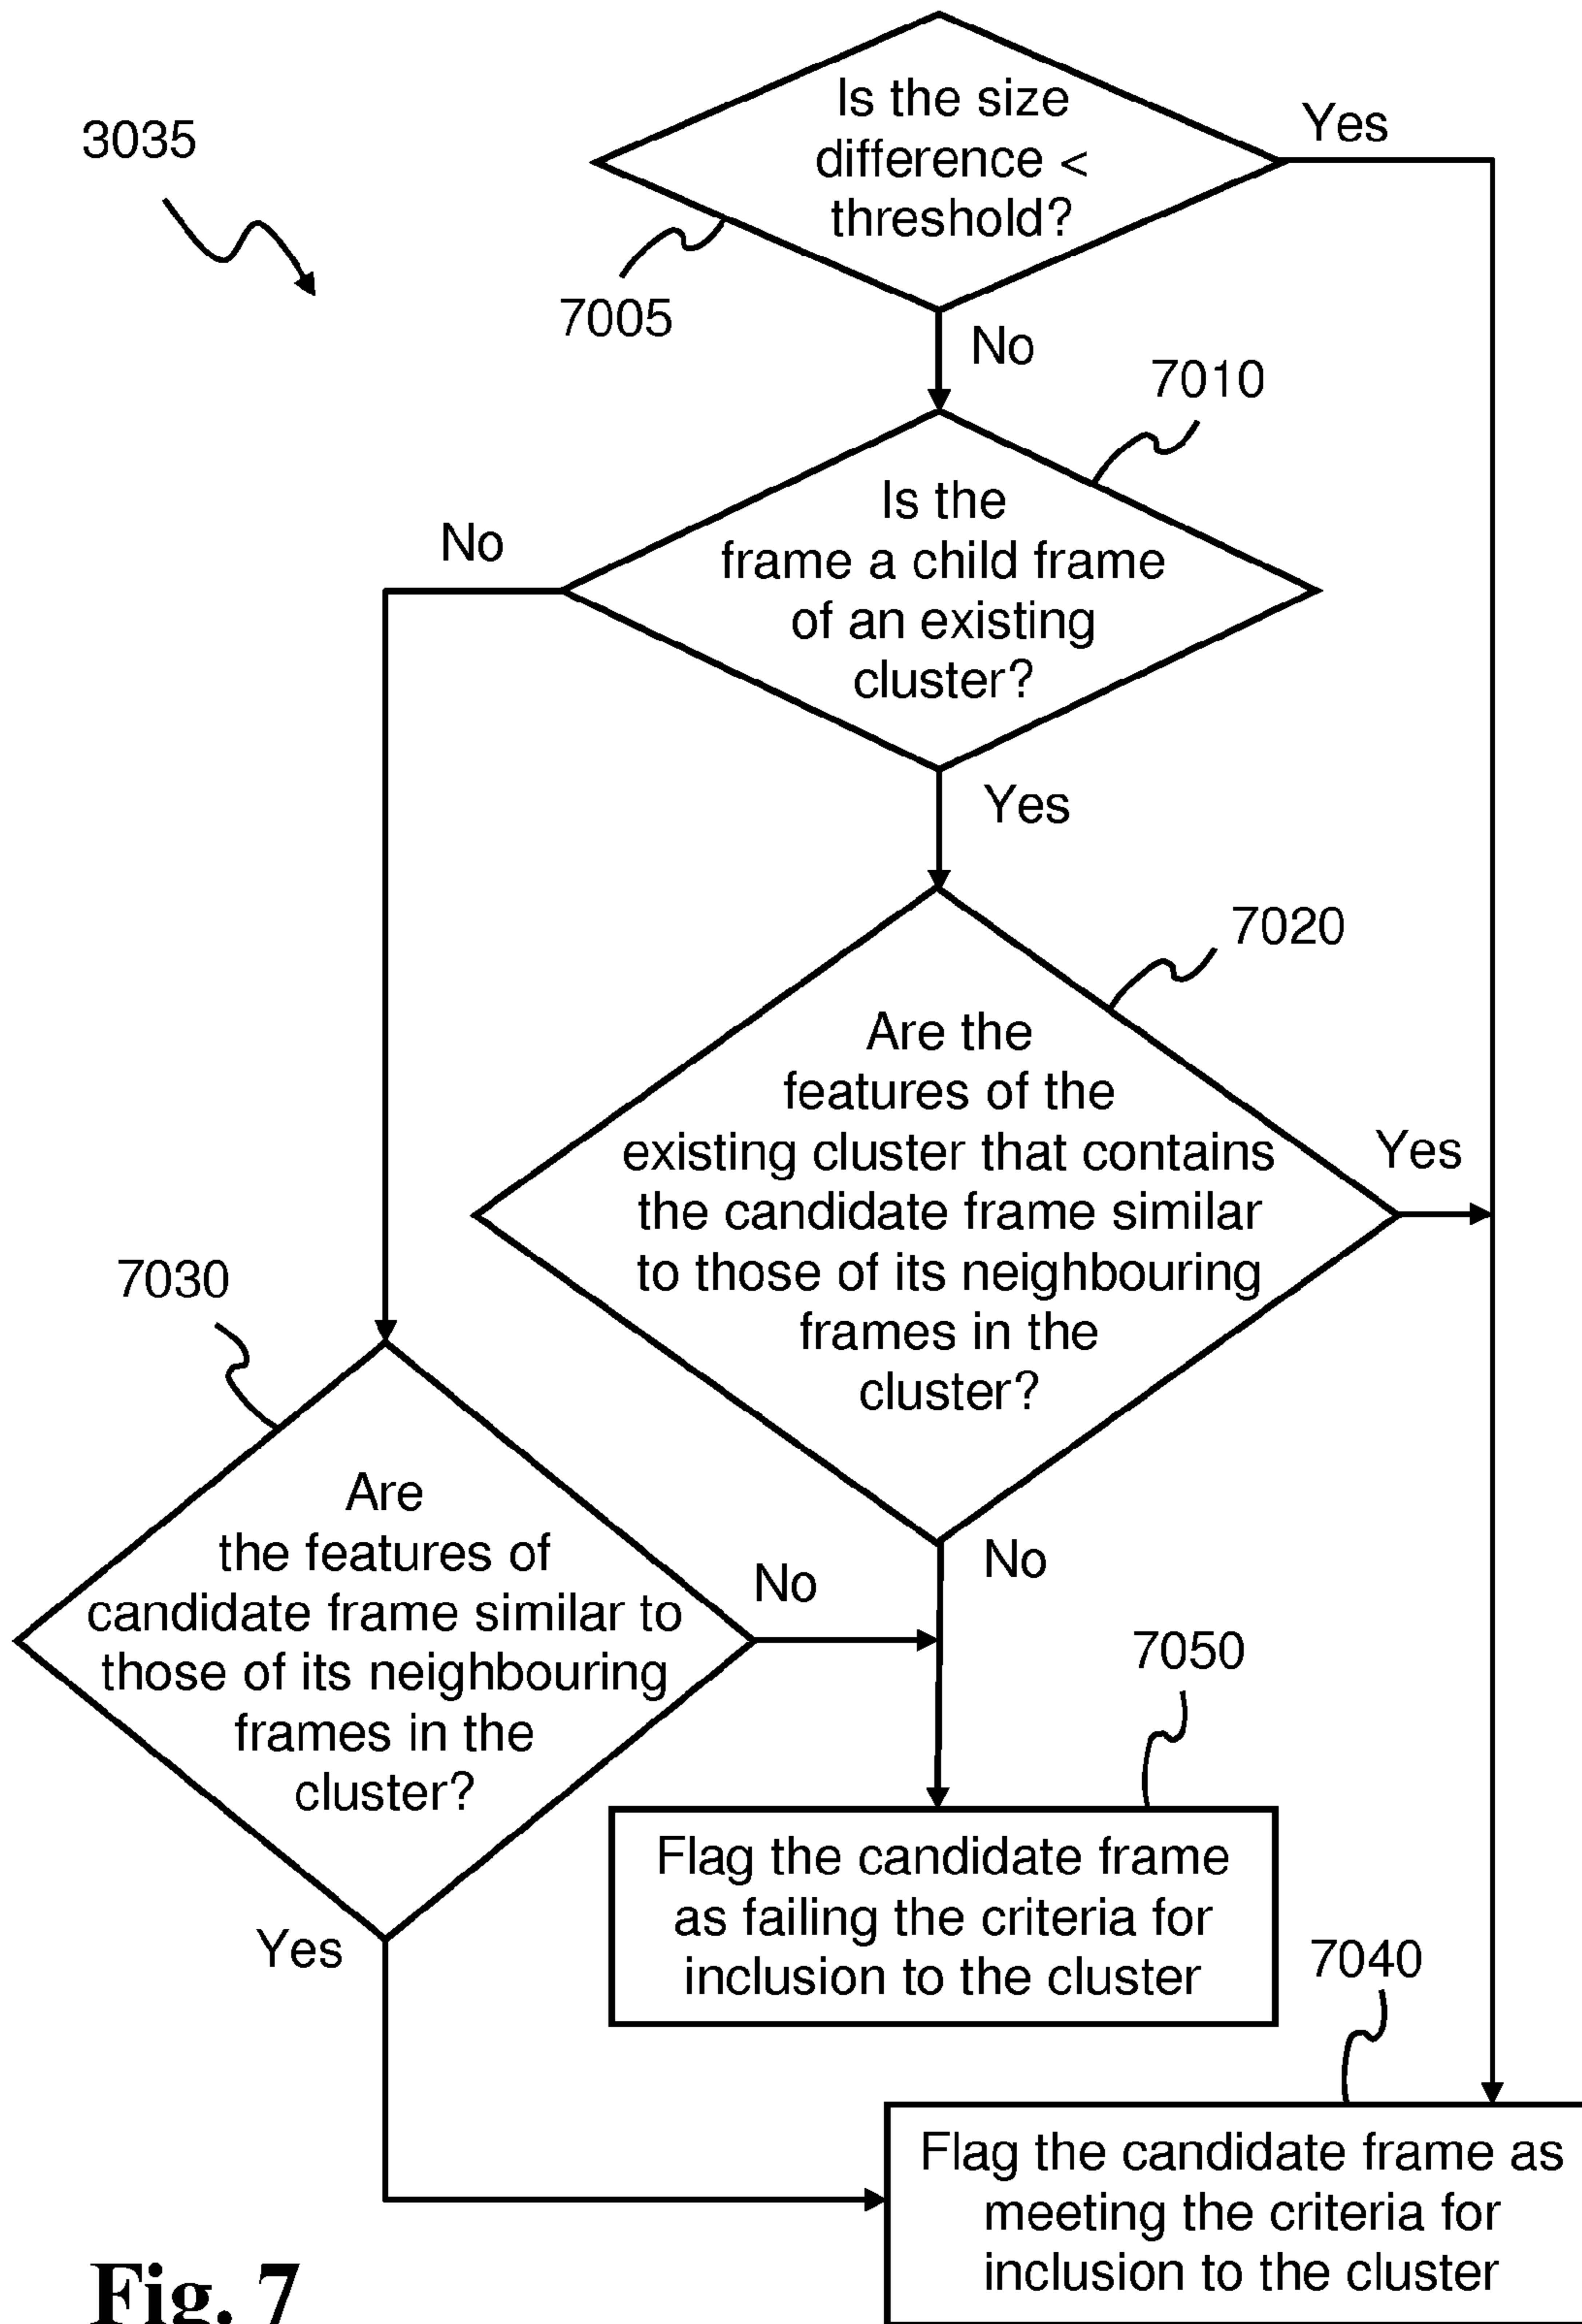 Is the size
difference <
threshold?
Yes
3035
7005
No
7010
Is the
frame a child frame
of an existing
cluster?
No
Yes
7020
Are the
features of the
existing cluster that contains
the candidate frame similar
to those of its neighbouring
frames in the
cluster?
Yes
7030
Are
the features of
candidate frame similar to
those of its neighbouring
frames in the
cluster?
No
No
7050
Yes
Flag the candidate frame
as failing the criteria for
inclusion to the cluster
7040
Flag the candidate frame as
meeting the criteria for
inclusion to the cluster
Fig. 7